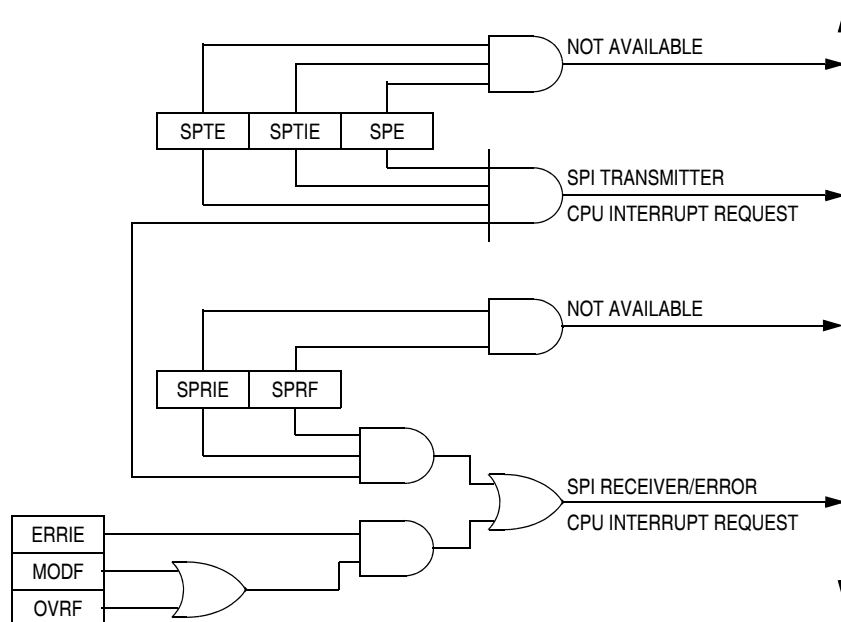 NOT AVAILABLE
SPTE SPTIE SPE
SPI TRANSMITTER
CPU INTERRUPT REQUEST
NOT AVAILABLE
SPRIE SPRF
SPI RECEIVER/ERROR
CPU INTERRUPT REQUEST
ERRIE
MODF
OVRF